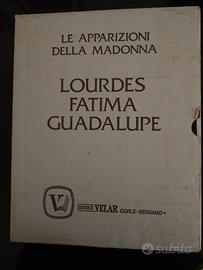 LE APPARIZIONI
DELLA MADONNA
LOURDES
FATIMA
GUADALUPE
V
EDITRICE VELAR GORLE-BERGAMO
subito